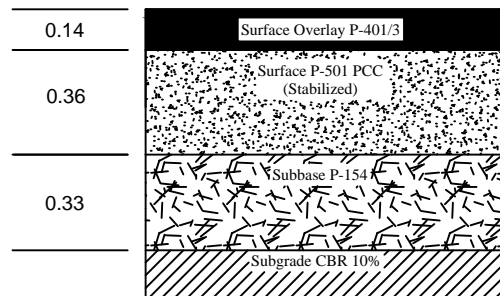 0.14
Surface Overlay P-401/3
0.36
Surface P-501 PCC
(Stabilized)
0.33
Subbase P-154
Subgrade CBR 10%